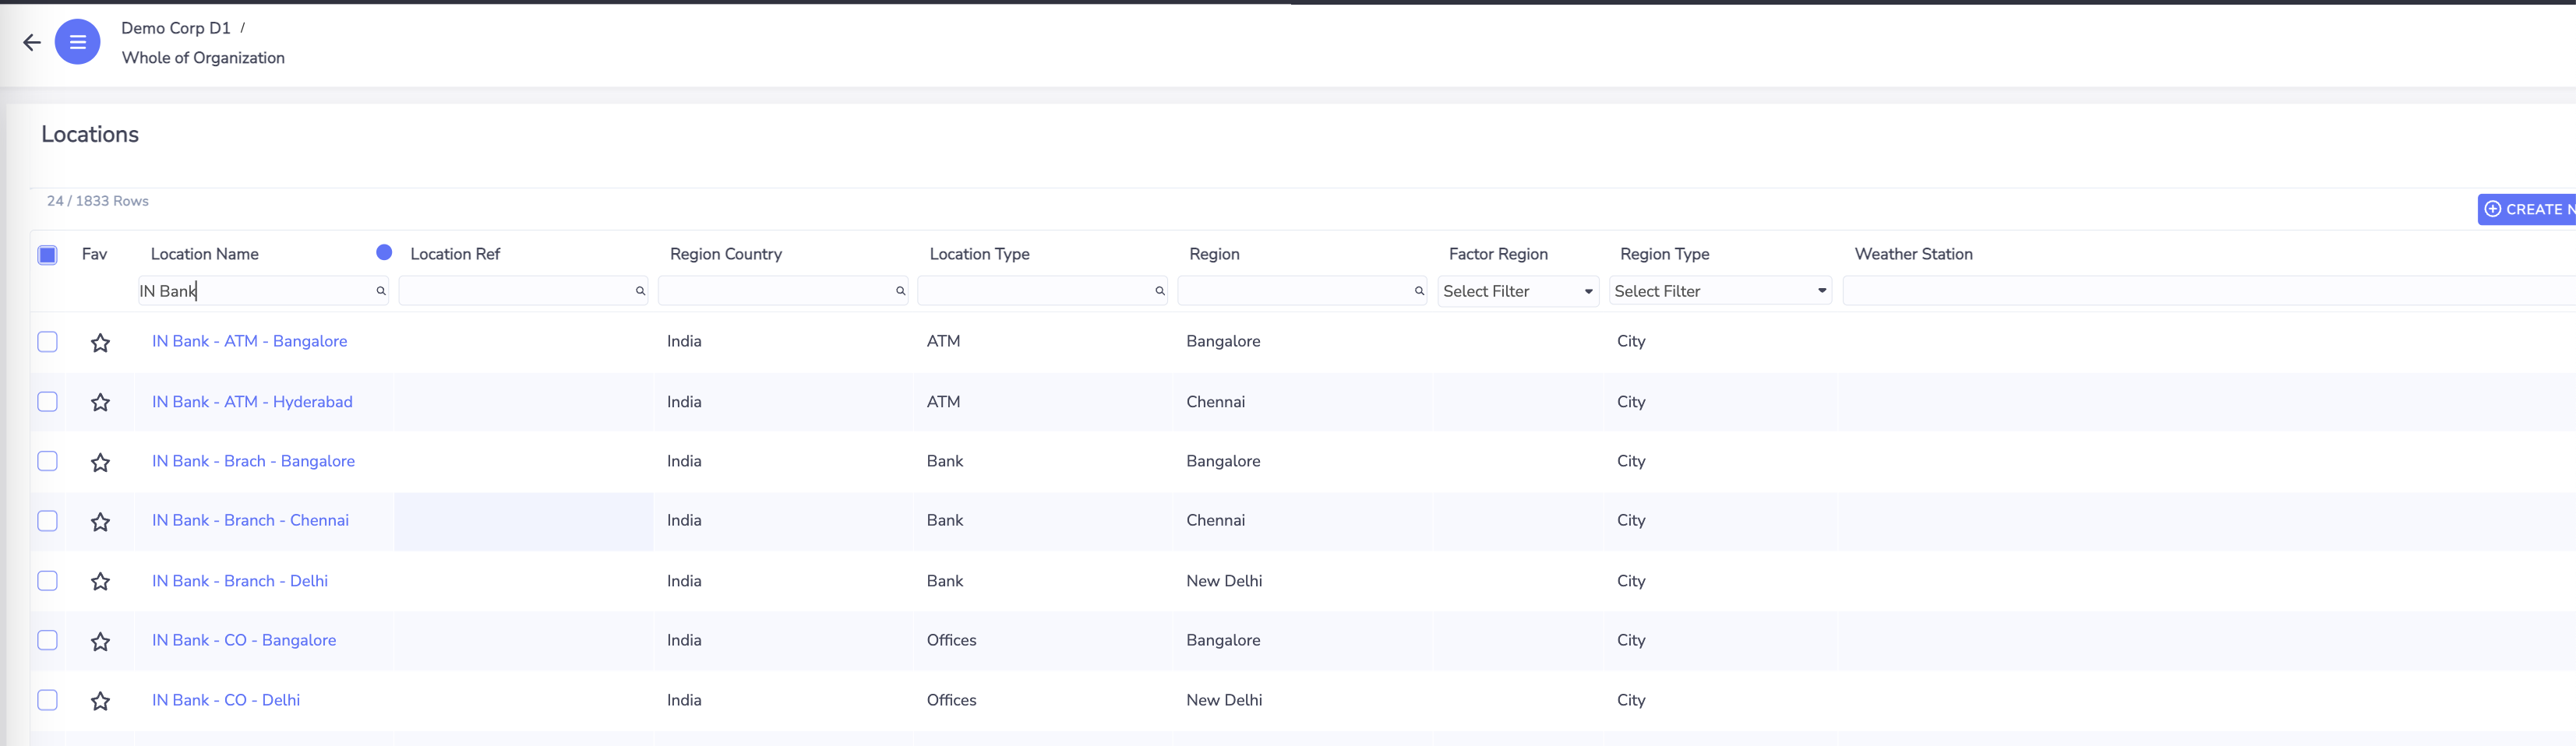 Demo Corp D1 /
Whole of Organization
Locations
24 / 1833 Rows
CREATE N
Fav Location Name Location Ref Region Country Location Type Region Factor Region Region Type Weather Station
IN Bank Select Filter Select Filter
IN Bank - ATM - Bangalore India ATM Bangalore City
IN Bank - ATM - Hyderabad India ATM Chennai City
IN Bank - Brach - Bangalore India Bank Bangalore City
IN Bank - Branch - Chennai India Bank Chennai City
IN Bank - Branch - Delhi India Bank New Delhi City
IN Bank - CO - Bangalore India Offices Bangalore City
IN Bank - CO - Delhi India Offices New Delhi City